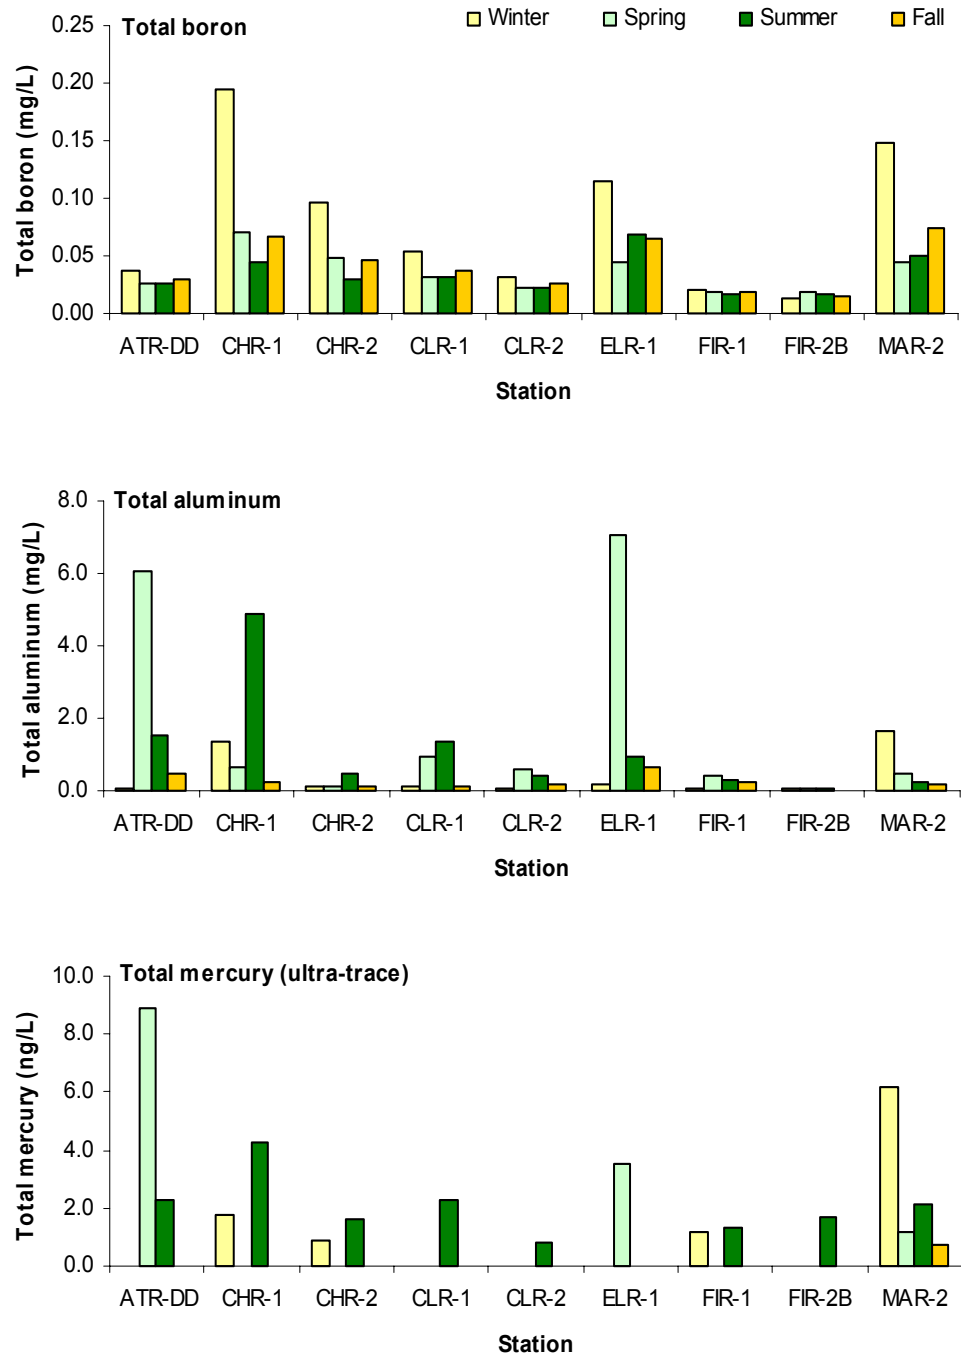 Winter Spring Summer Fall
Total boron
Total boron (mg/L)
0.25
0.20
0.15
0.10
0.05
0.00
ATR-DD CHR-1 CHR-2 CLR-1 CLR-2 ELR-1 FIR-1 FIR-2B MAR-2
Station
Total aluminum
Total aluminum (mg/L)
8.0
6.0
4.0
2.0
0.0
ATR-DD CHR-1 CHR-2 CLR-1 CLR-2 ELR-1 FIR-1 FIR-2B MAR-2
Station
Total mercury (ultra-trace)
Total mercury (ng/L)
10.0
8.0
6.0
4.0
2.0
0.0
ATR-DD CHR-1 CHR-2 CLR-1 CLR-2 ELR-1 FIR-1 FIR-2B MAR-2
Station